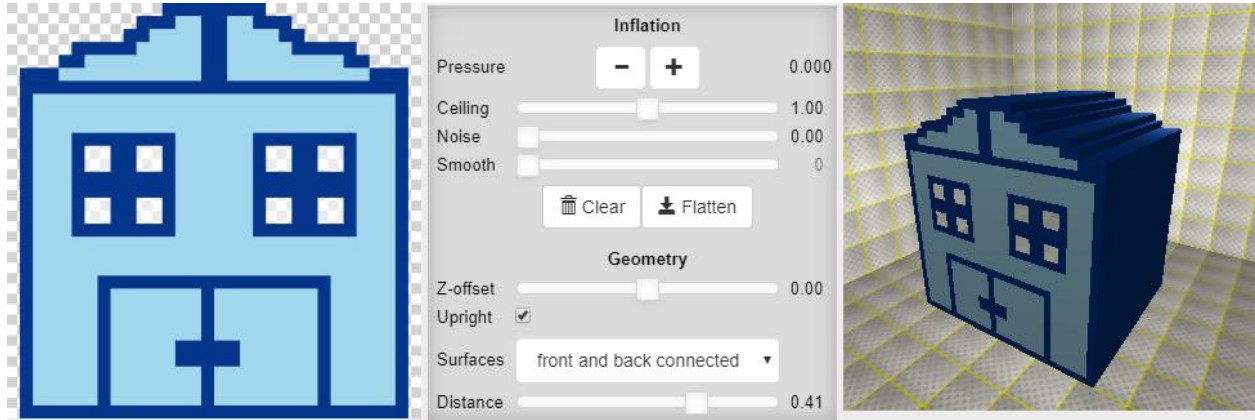 Inflation
Pressure − + 0.000
Ceiling 1.00
Noise 0.00
Smooth 0
Clear Flatten
Geometry
Z-offset 0.00
Upright
Surfaces front and back connected
Distance 0.41